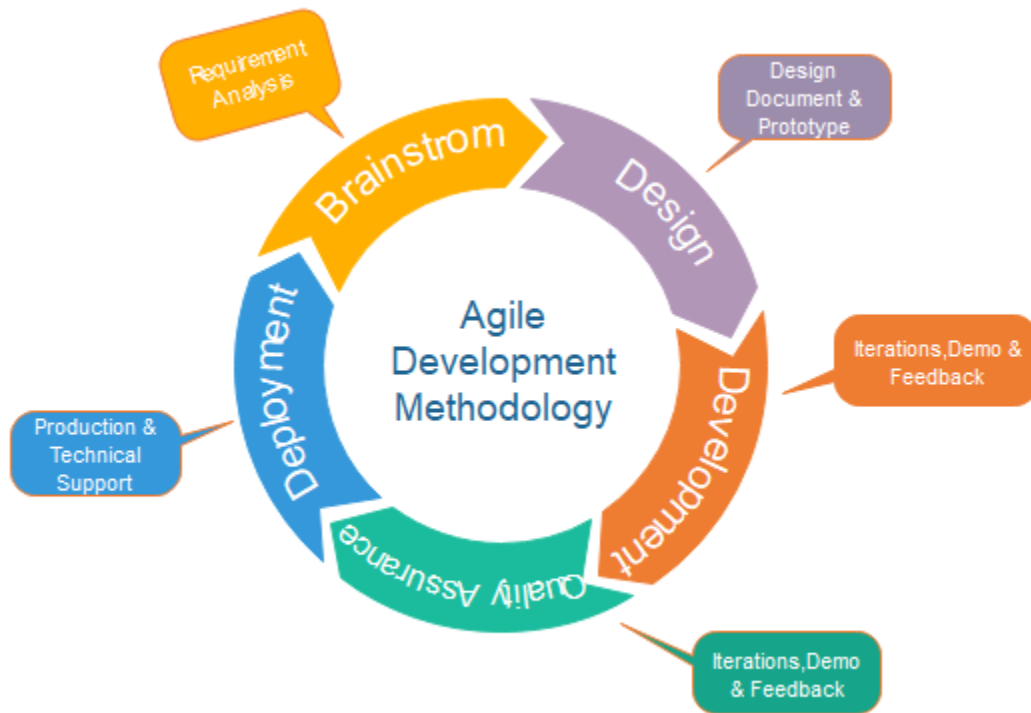 Requirement
Analysis
Brainstrom
Design
Document &
Prototype
Design
Iterations,Demo &
Feedback
Development
Agile
Development
Methodology
Production &
Technical
Support
Deployment
Quality Assurance
Iterations,Demo
& Feedback